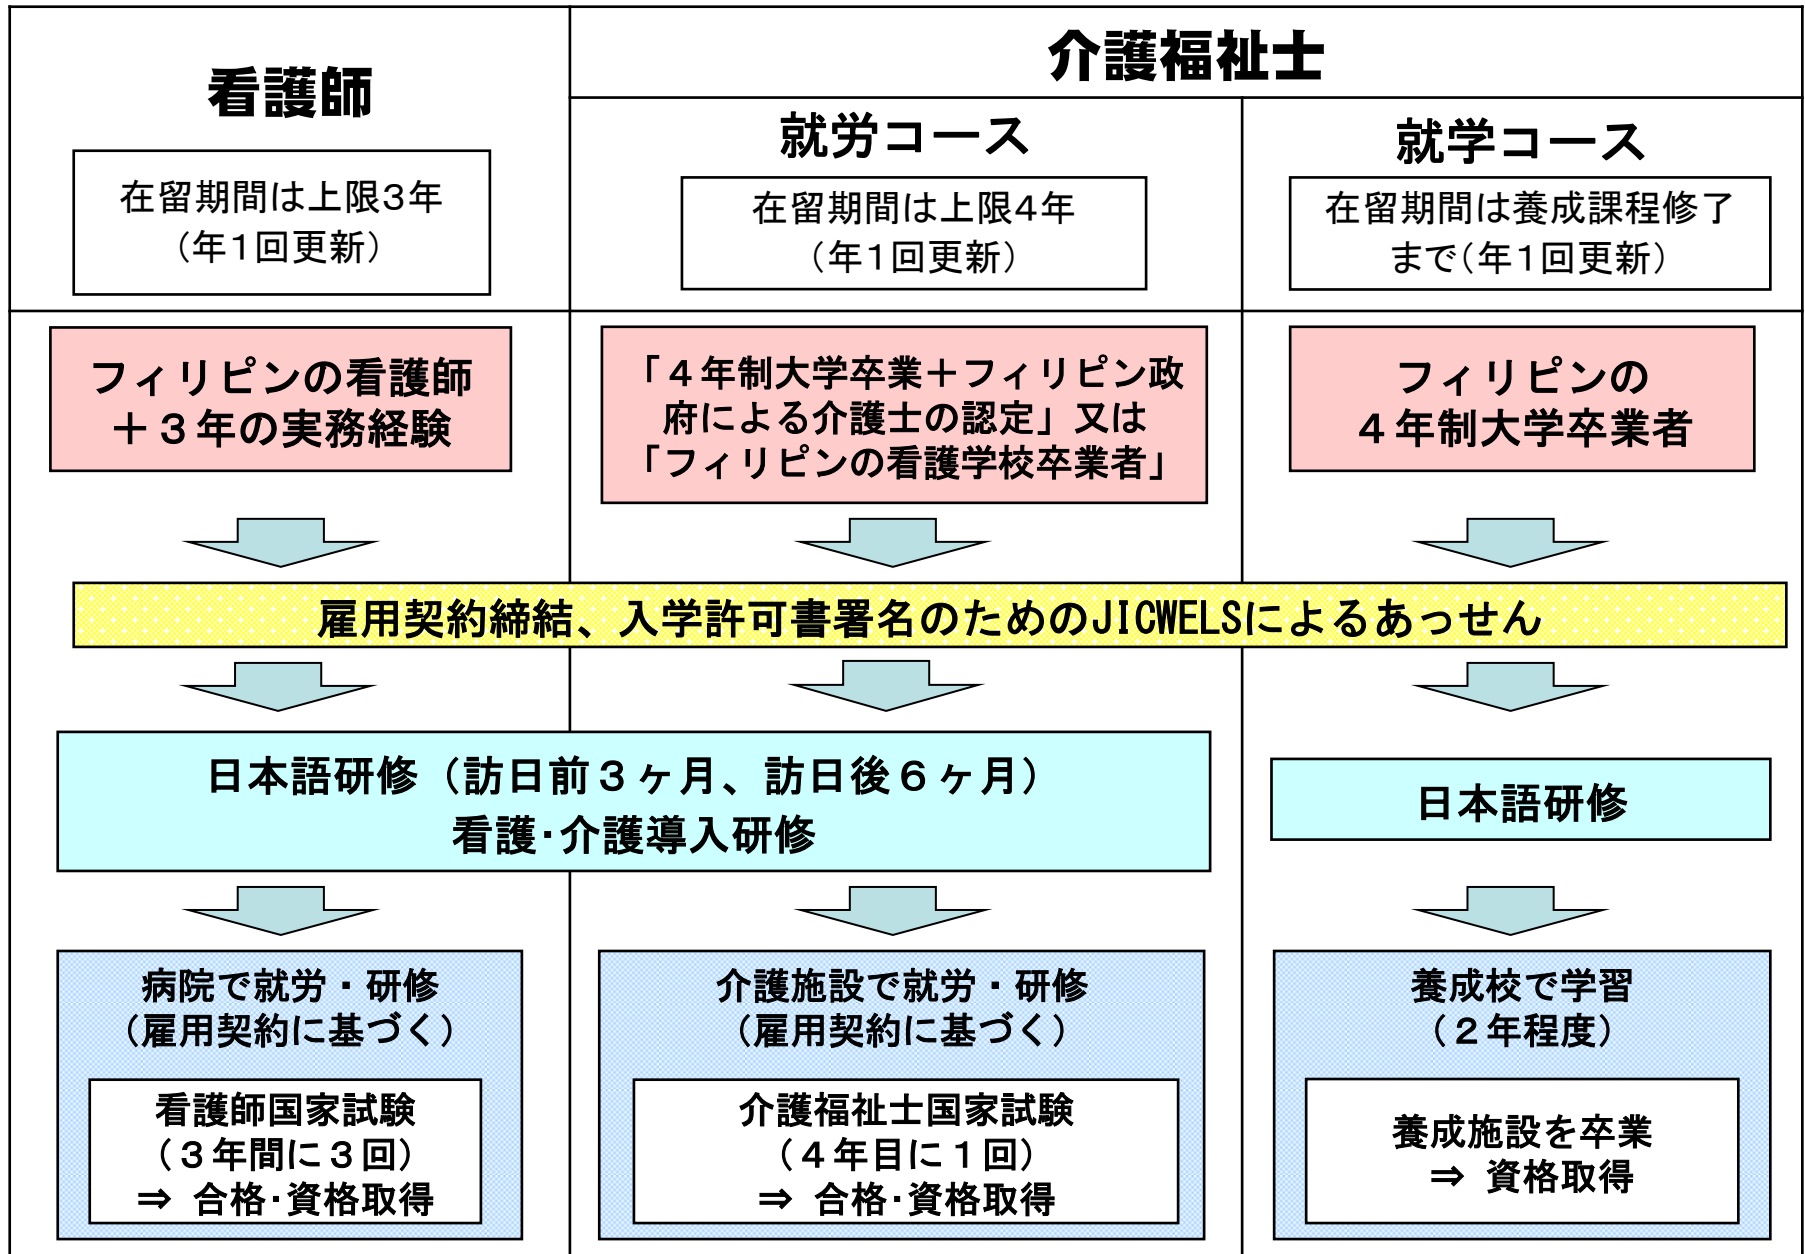 看護師
在留期間は上限3年
（年1回更新）
介護福祉士
就労コース
在留期間は上限4年
（年1回更新）
就学コース
在留期間は養成課程修了
まで（年1回更新）
フィリピンの看護師
＋３年の実務経験
「４年制大学卒業＋フィリピン政
府による介護士の認定」又は
「フィリピンの看護学校卒業者」
フィリピンの
４年制大学卒業者
雇用契約締結、入学許可書署名のためのJICWELSによるあっせん
日本語研修（訪日前３ヶ月、訪日後６ヶ月）
看護・介護導入研修
日本語研修
病院で就労・研修
（雇用契約に基づく）
看護師国家試験
（３年間に３回）
⇒ 合格・資格取得
介護施設で就労・研修
（雇用契約に基づく）
介護福祉士国家試験
（４年目に１回）
⇒ 合格・資格取得
養成校で学習
（２年程度）
養成施設を卒業
⇒ 資格取得